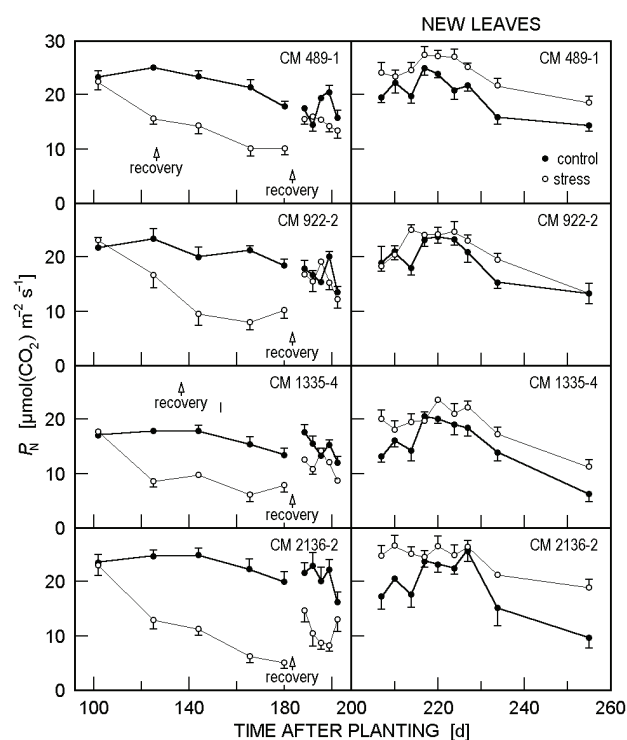 NEW LEAVES
30
CM 489-1
CM 489-1
20
control
10
stress
recovery
recovery
0
CM 922-2
CM 922-2
20
10
recovery
0
CM 1335-4
CM 1335-4
recovery
20
10
recovery
0
CM 2136-2
CM 2136-2
20
10
recovery
0
100 140 180 200 220 240 260
TIME AFTER PLANTING [d]
P_N [μmol(CO₂) m⁻² s⁻¹]